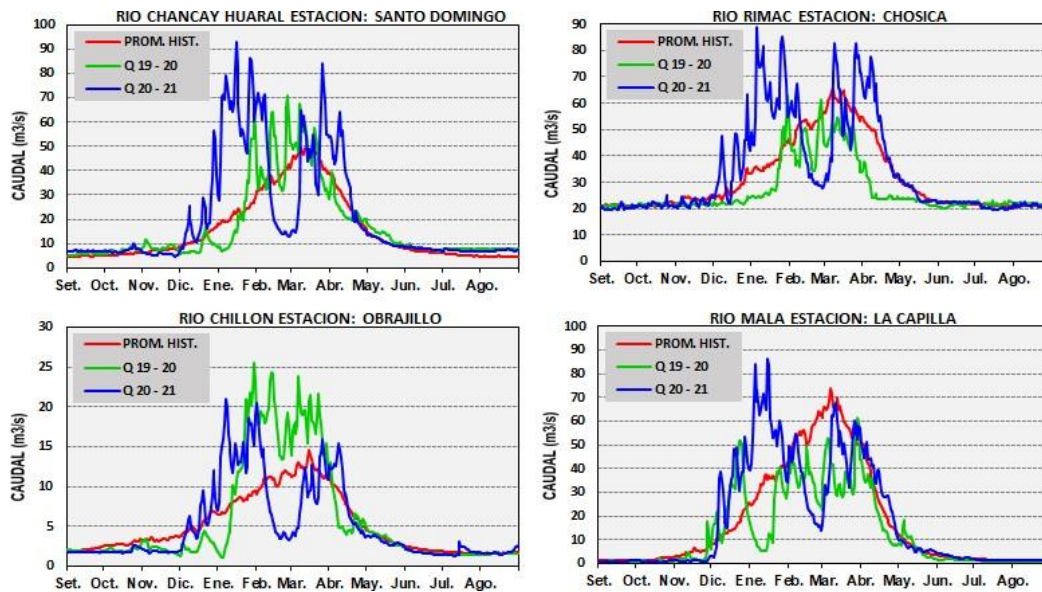 RIO CHANCAY HUARAL ESTACION: SANTO DOMINGO
CAUDAL (m3/s)
100
90
80
70
60
50
40
30
20
10
0
PROM. HIST.
Q 19 - 20
Q 20 - 21
Set. Oct. Nov. Dic. Ene. Feb. Mar. Abr. May. Jun. Jul. Ago.
RIO RIMAC ESTACION: CHOSICA
CAUDAL (m3/s)
90
80
70
60
50
40
30
20
10
0
PROM. HIST.
Q 19 - 20
Q 20 - 21
Set. Oct. Nov. Dic. Ene. Feb. Mar. Abr. May. Jun. Jul. Ago.
RIO CHILLON ESTACION: OBRAJILLO
CAUDAL (m3/s)
30
25
20
15
10
5
0
PROM. HIST.
Q 19 - 20
Q 20 - 21
Set. Oct. Nov. Dic. Ene. Feb. Mar. Abr. May. Jun. Jul. Ago.
RIO MALA ESTACION: LA CAPILLA
CAUDAL (m3/s)
100
90
80
70
60
50
40
30
20
10
0
PROM. HIST.
Q 19 - 20
Q 20 - 21
Set. Oct. Nov. Dic. Ene. Feb. Mar. Abr. May. Jun. Jul. Ago.